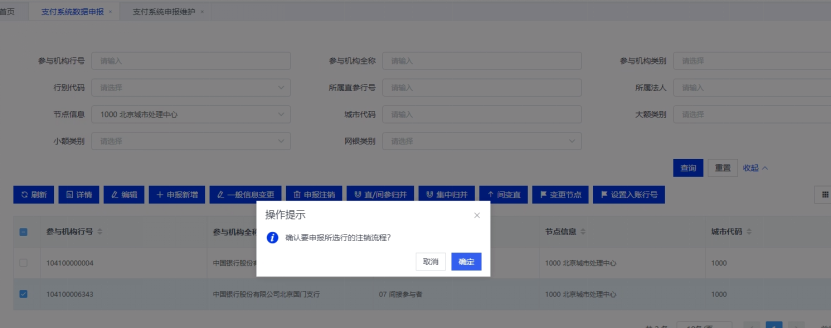 首页 支付系统数据申报 × 支付系统申报维护 ×
参与机构行号 请输入 参与机构全称 请输入 参与机构类别 请选择
行别代码 请选择 所属直参行号 请输入 所属法人 请输入
节点信息 1000 北京城市处理中心 城市代码 请输入 大额类别 请选择
小额类别 请选择 网银类别 请选择
查询 重置 收起
刷新 详情 编辑 申报新增 一般信息变更 申报注销 直/间参归并 集中归并 间变直 变更节点 设置入账行号
操作提示 ×
参与机构行号 参与机构全 节点信息 城市代码
确认要申报所选行的注销流程?
取消 确定
104100000004 中国银行股份 1000 北京城市处理中心 1000
104100006343 中国银行股份有限公司北京国门支行 07 间接参与者 1000 北京城市处理中心 1000